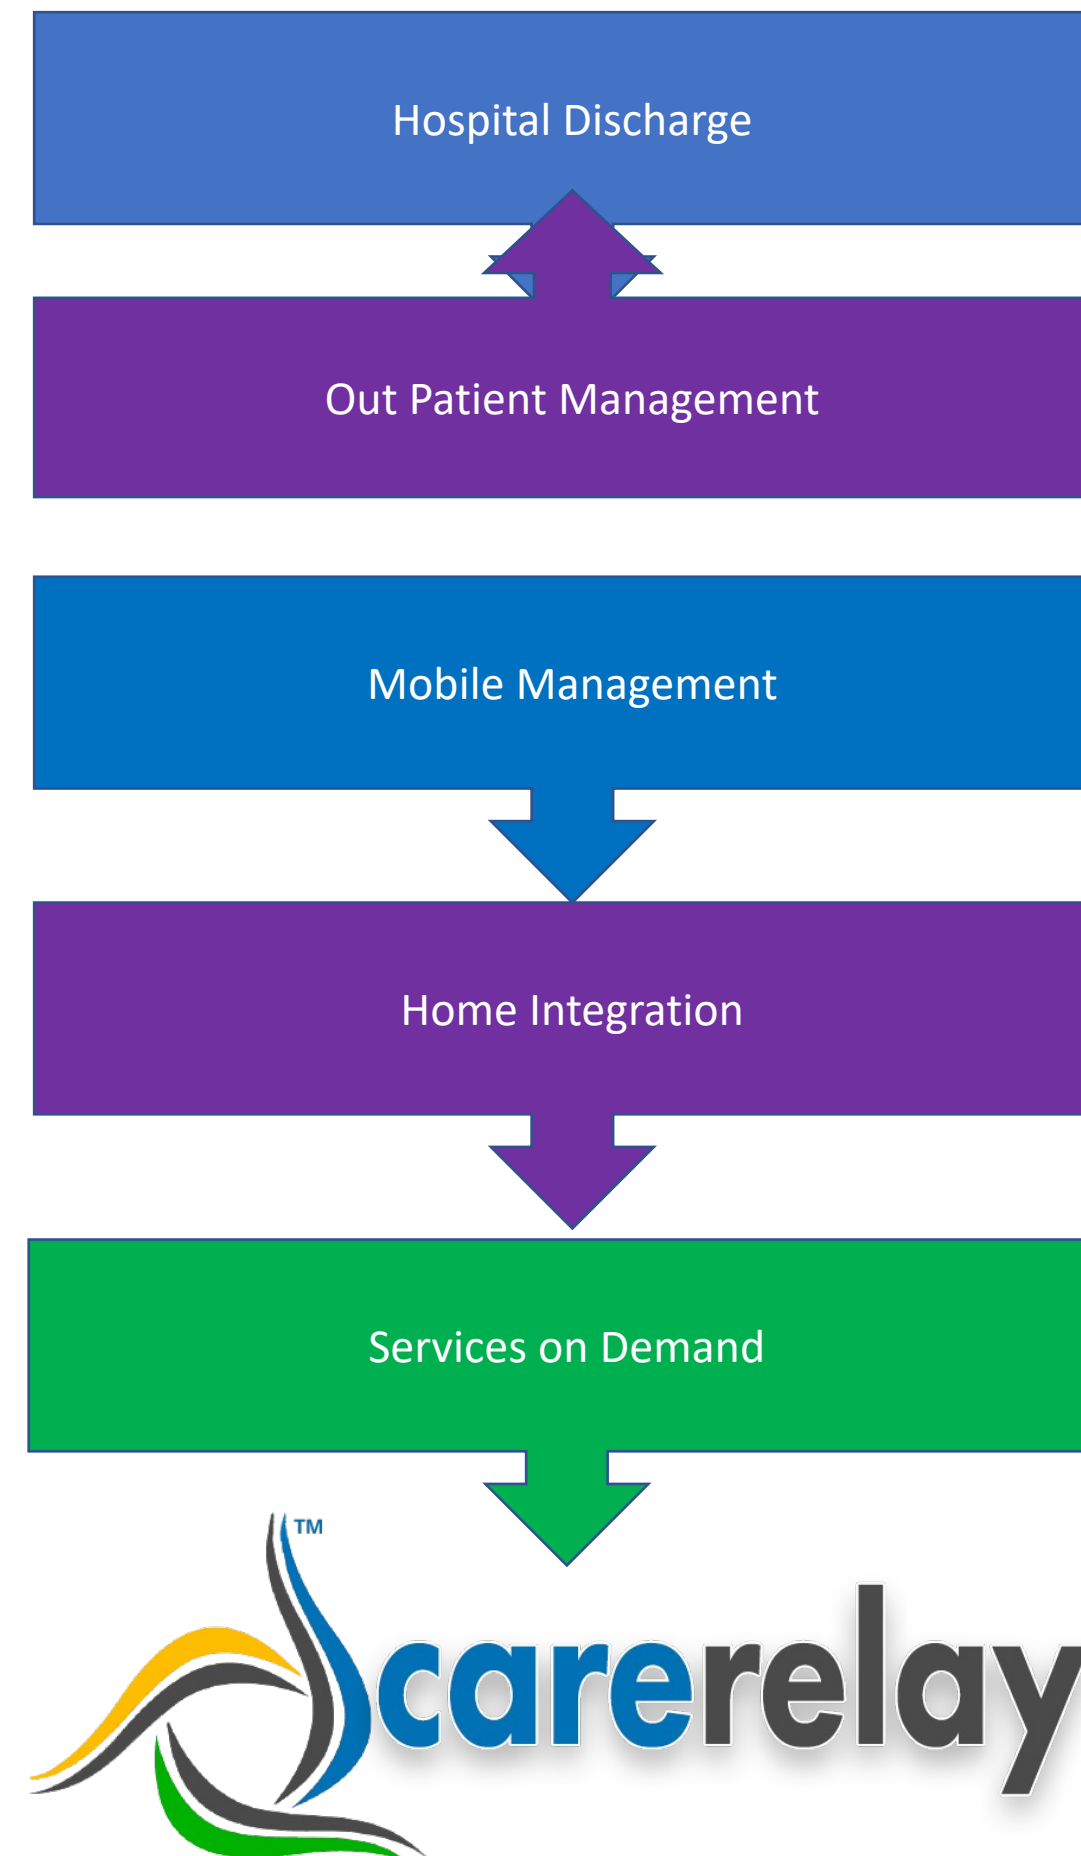 Hospital Discharge
Out Patient Management
Mobile Management
Home Integration
Services on Demand
TM
carerelay